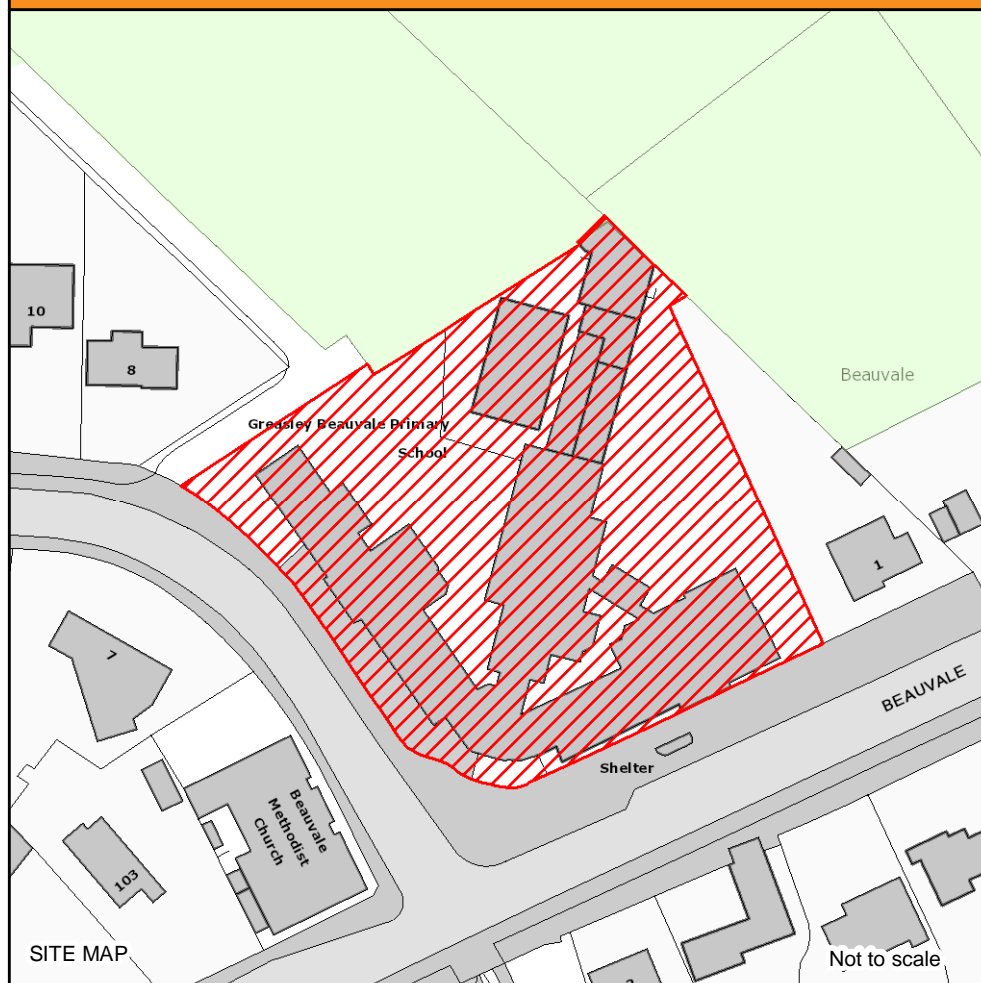 10
8
Beauvale
Greasley Beauvale Primary
School
1
7
BEAUVALE
Shelter
Beauvale
Methodist
Church
103
SITE MAP
Not to scale